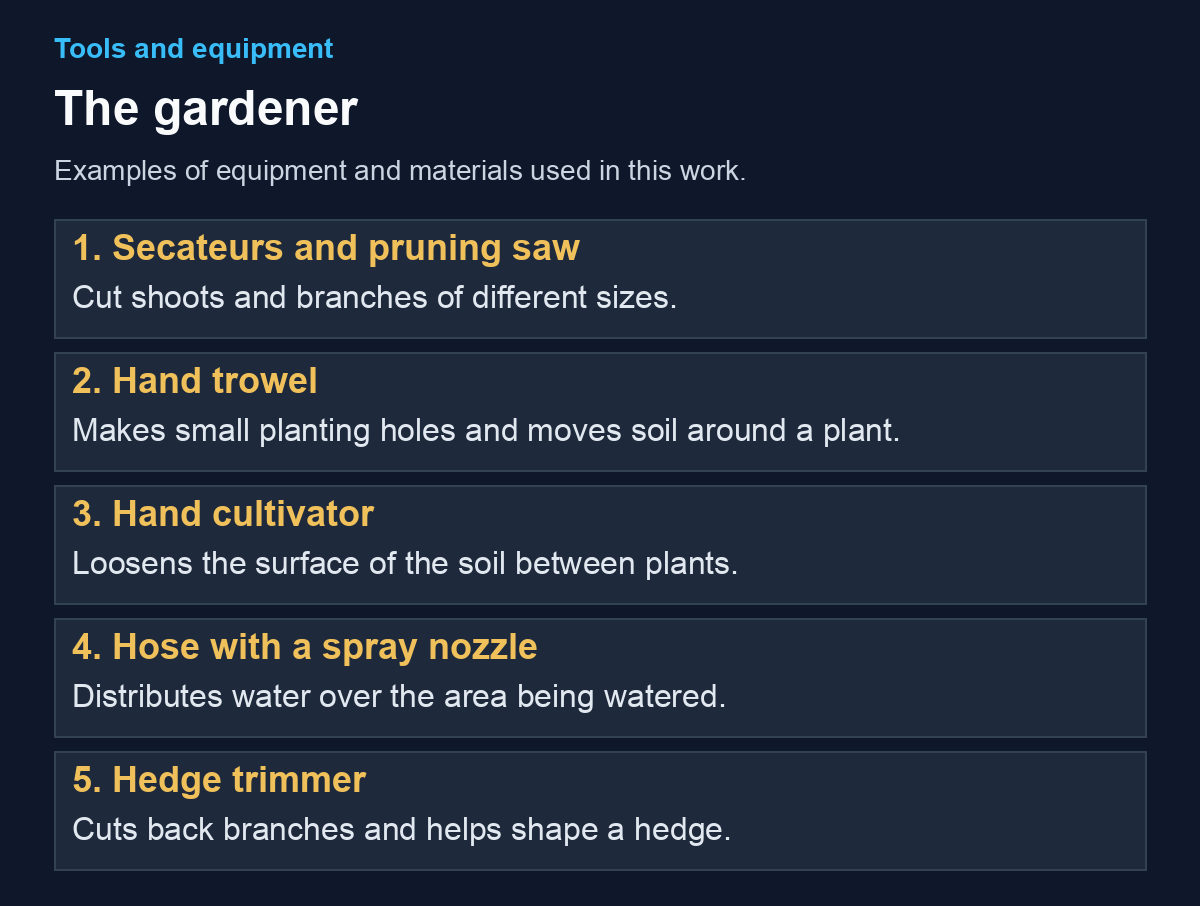 Tools and equipment
The gardener
Examples of equipment and materials used in this work.
1. Secateurs and pruning saw
Cut shoots and branches of different sizes.
2. Hand trowel
Makes small planting holes and moves soil around a plant.
3. Hand cultivator
Loosens the surface of the soil between plants.
4. Hose with a spray nozzle
Distributes water over the area being watered.
5. Hedge trimmer
Cuts back branches and helps shape a hedge.